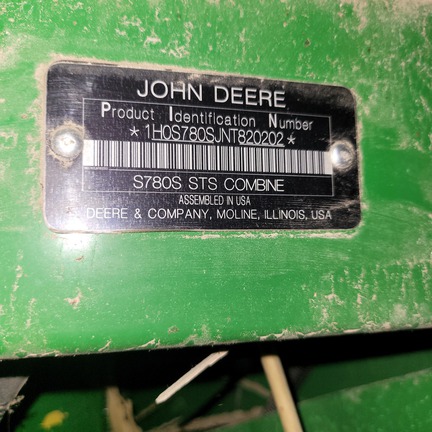 JOHN DEERE
Product Identification Number
*1H0S780SJNT820202*
S780S STS COMBINE
ASSEMBLED IN USA
DEERE & COMPANY, MOLINE, ILLINOIS, USA